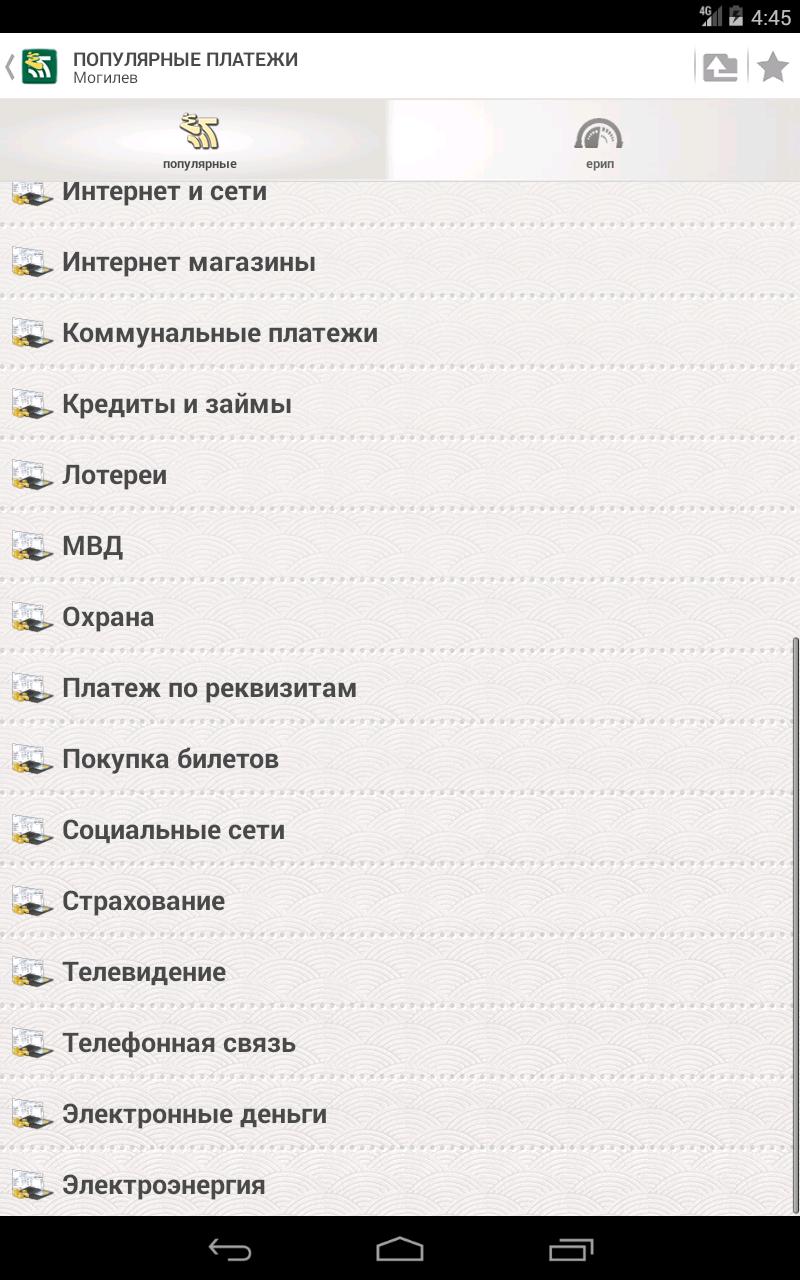 4G 4:45
ПОПУЛЯРНЫЕ ПЛАТЕЖИ
Могилев
популярные
ерип
Интернет и сети
Интернет магазины
Коммунальные платежи
Кредиты и займы
Лотереи
МВД
Охрана
Платеж по реквизитам
Покупка билетов
Социальные сети
Страхование
Телевидение
Телефонная связь
Электронные деньги
Электроэнергия